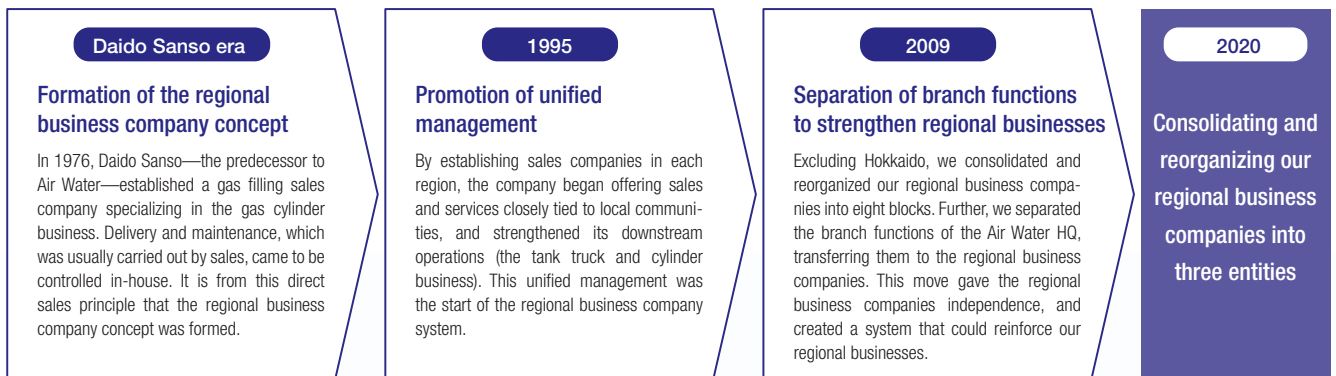 Daido Sanso era
Formation of the regional
business company concept
In 1976, Daido Sanso—the predecessor to
Air Water—established a gas filling sales
company specializing in the gas cylinder
business. Delivery and maintenance, which
was usually carried out by sales, came to be
controlled in-house. It is from this direct
sales principle that the regional business
company concept was formed.
1995
Promotion of unified
management
By establishing sales companies in each
region, the company began offering sales
and services closely tied to local communi-
ties, and strengthened its downstream
operations (the tank truck and cylinder
business). This unified management was
the start of the regional business company
system.
2009
Separation of branch functions
to strengthen regional businesses
Excluding Hokkaido, we consolidated and
reorganized our regional business compa-
nies into eight blocks. Further, we separated
the branch functions of the Air Water HQ,
transferring them to the regional business
companies. This move gave the regional
business companies independence, and
created a system that could reinforce our
regional businesses.
2020
Consolidating and
reorganizing our
regional business
companies into
three entities